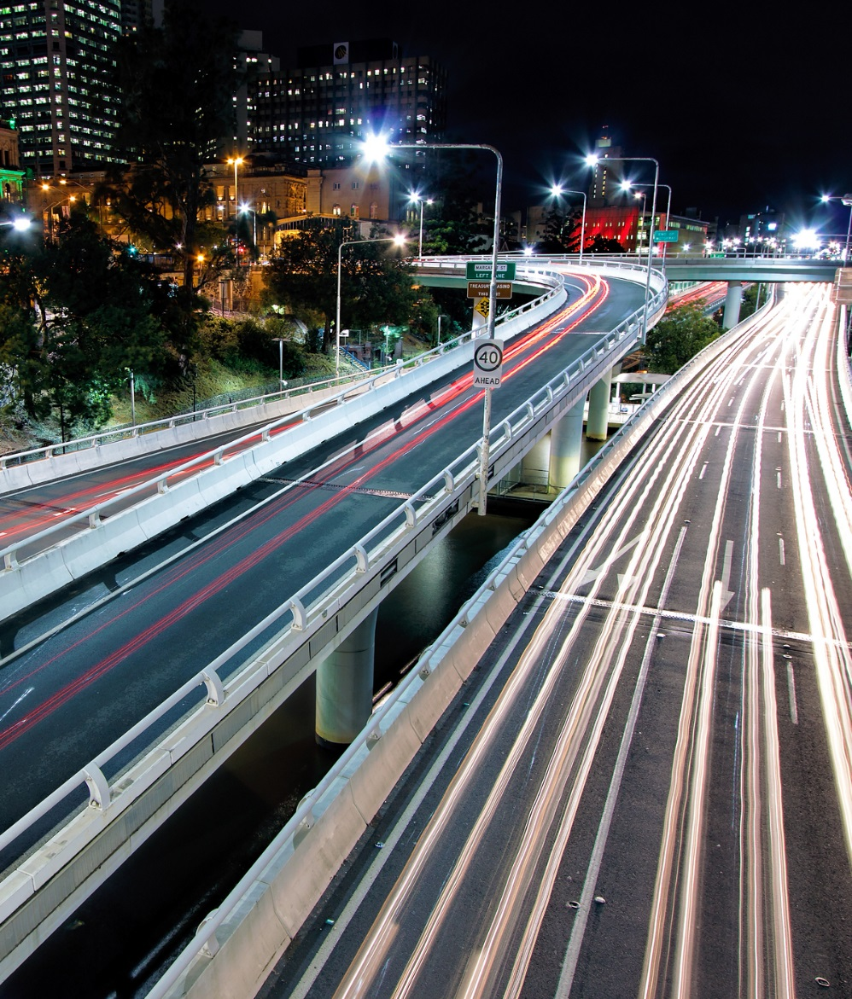 MARGARET ST
LEFT LANE
TREASURY CASINO
THIS EXIT
40
AHEAD